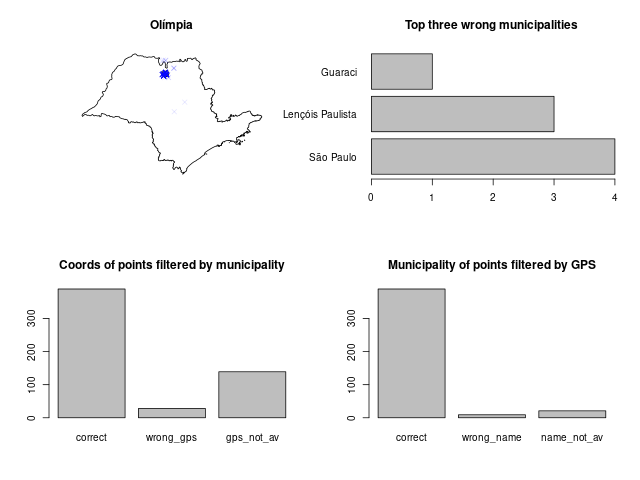 Olímpia
Top three wrong municipalities
Guaraci
Lençóis Paulista
São Paulo
0 1 2 3 4
Coords of points filtered by municipality
300
200
100
0
correct wrong_gps gps_not_av
Municipality of points filtered by GPS
300
200
100
0
correct wrong_name name_not_av